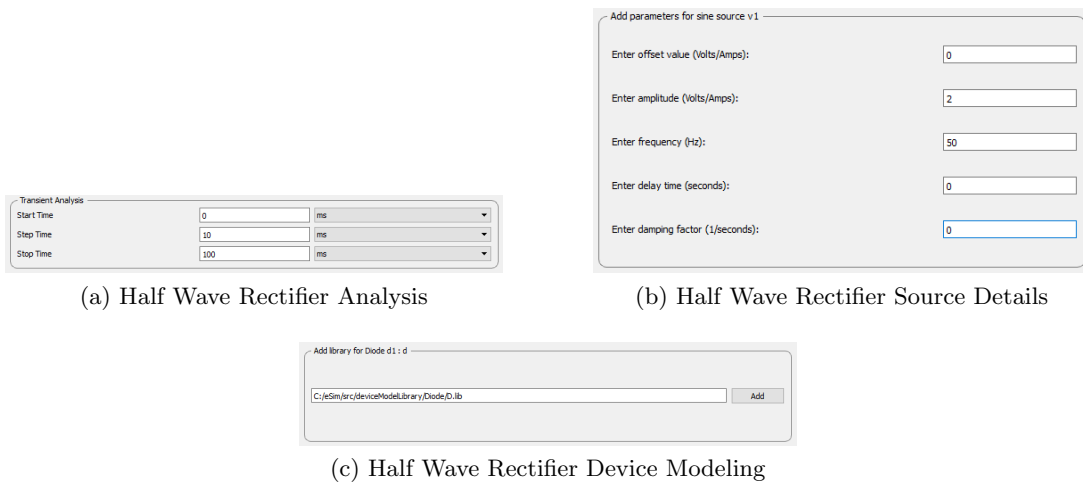 Transient Analysis
Start Time 0 ms
Step Time 10 ms
Stop Time 100 ms
(a) Half Wave Rectifier Analysis
Add parameters for sine source v1
Enter offset value (Volts/Amps): 0
Enter amplitude (Volts/Amps): 2
Enter frequency (Hz): 50
Enter delay time (seconds): 0
Enter damping factor (1/seconds): 0
(b) Half Wave Rectifier Source Details
Add library for Diode d1 : d
C:/eSim/src/deviceModelLibrary/Diode/D.lib Add
(c) Half Wave Rectifier Device Modeling